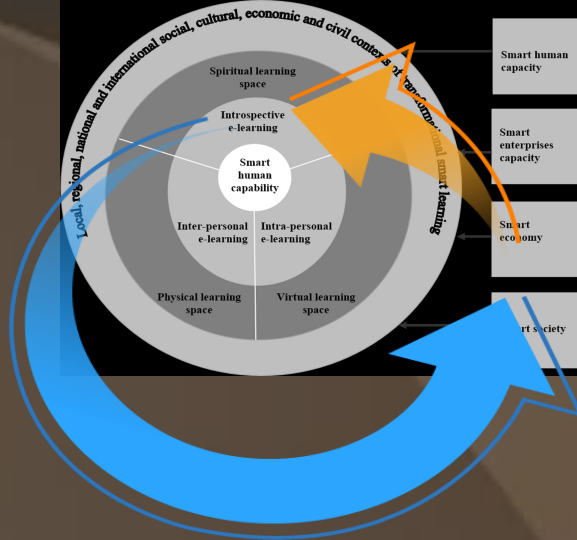 Local, regional, national and international social, cultural, economic and civil contexts of transformational smart learning
Spiritual learning
space
Introspective
e-learning
Smart
human
capability
Inter-personal
e-learning
Intra-personal
e-learning
Physical learning
space
Virtual learning
space
Smart human
capacity
Smart
enterprises
capacity
Smart
economy
society